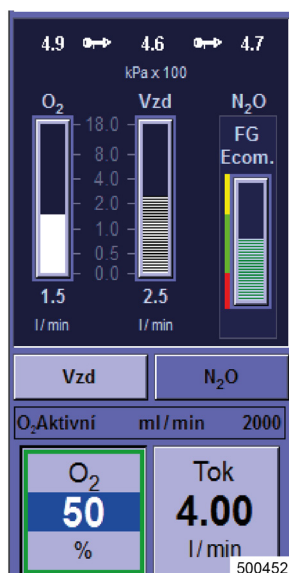 4.9 4.6 4.7
kPa x 100
O₂ Vzd N₂O
18.0
8.0
4.0
2.0
1.0
0.5
0.0
FG
Ecom.
1.5 2.5
l/min l/min
Vzd N₂O
O₂Aktivní ml/min 2000
O₂ Tok
50 4.00
% l/min
500452